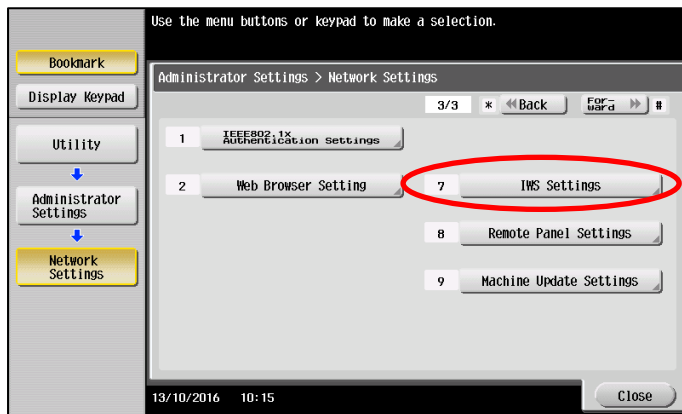 Use the menu buttons or keypad to make a selection.
Bookmark
Display Keypad
Utility
Administrator
Settings
Network
Settings
Administrator Settings > Network Settings
3/3 * Back For-
ward #
1 IEEE802.1x
Authentication Settings
2 Web Browser Setting
7 IWS Settings
8 Remote Panel Settings
9 Machine Update Settings
13/10/2016 10:15
Close